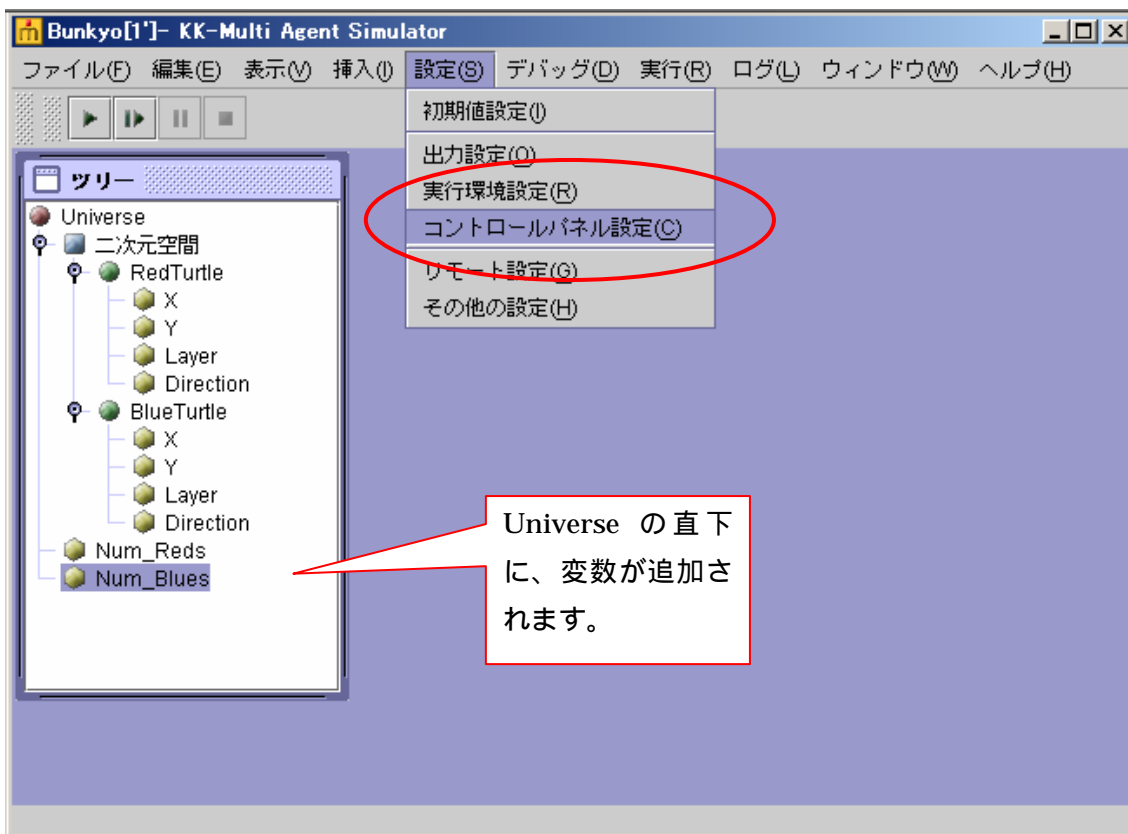 Bunkyo[1']- KK-Multi Agent Simulator
ファイル(F) 編集(E) 表示(V) 挿入(I) 設定(S) デバッグ(D) 実行(R) ログ(L) ウィンドウ(W) ヘルプ(H)
初期値設定(I)
出力設定(O)
実行環境設定(R)
コントロールパネル設定(C)
リモート設定(G)
その他の設定(H)
ツリー
Universe
二次元空間
RedTurtle
X
Y
Layer
Direction
BlueTurtle
X
Y
Layer
Direction
Num_Reds
Num_Blues
Universe の直下
に、変数が追加さ
れます。